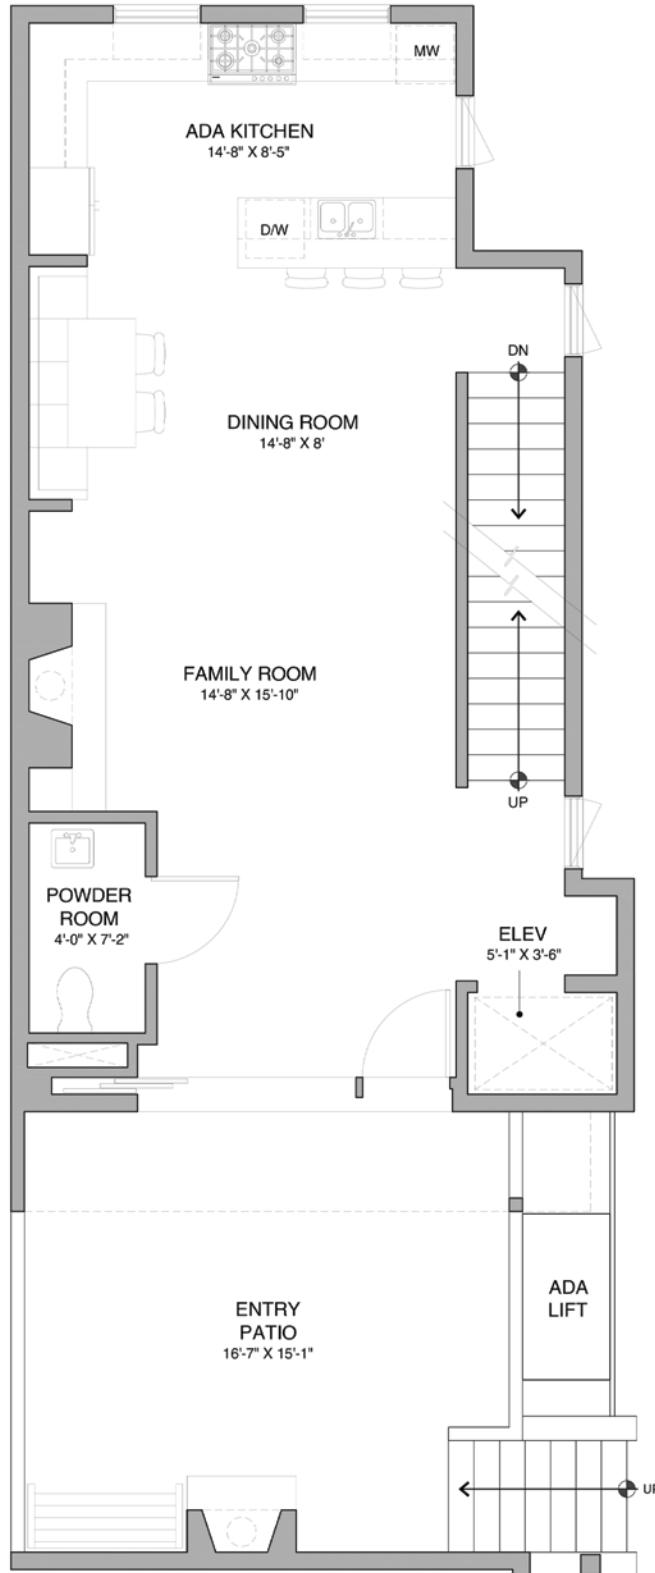 MW
ADA KITCHEN
14'-8" X 8'-5"
D/W
DN
DINING ROOM
14'-8" X 8'
FAMILY ROOM
14'-8" X 15'-10"
UP
POWDER
ROOM
4'-0" X 7'-2"
ELEV
5'-1" X 3'-6"
ADA
LIFT
ENTRY
PATIO
16'-7" X 15'-1"
UP